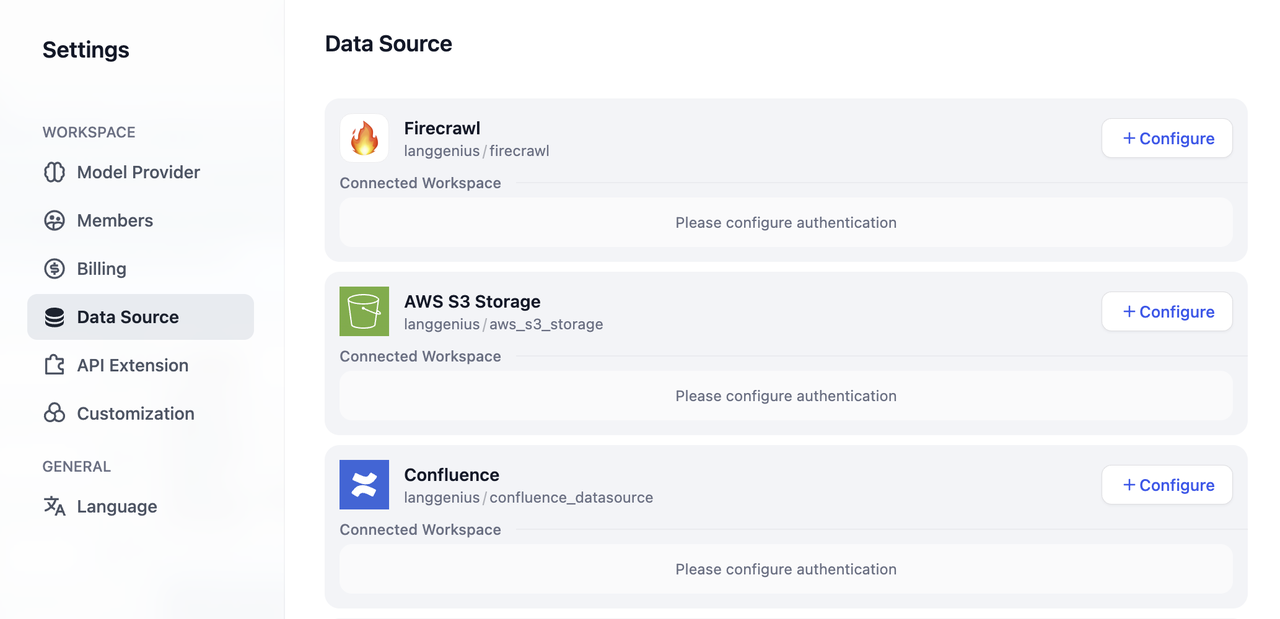 Settings
WORKSPACE
Model Provider
Members
Billing
Data Source
API Extension
Customization
GENERAL
Language
Data Source
Firecrawl
langgenius / firecrawl
+ Configure
Connected Workspace
Please configure authentication
AWS S3 Storage
langgenius / aws_s3_storage
+ Configure
Connected Workspace
Please configure authentication
Confluence
langgenius / confluence_datasource
+ Configure
Connected Workspace
Please configure authentication